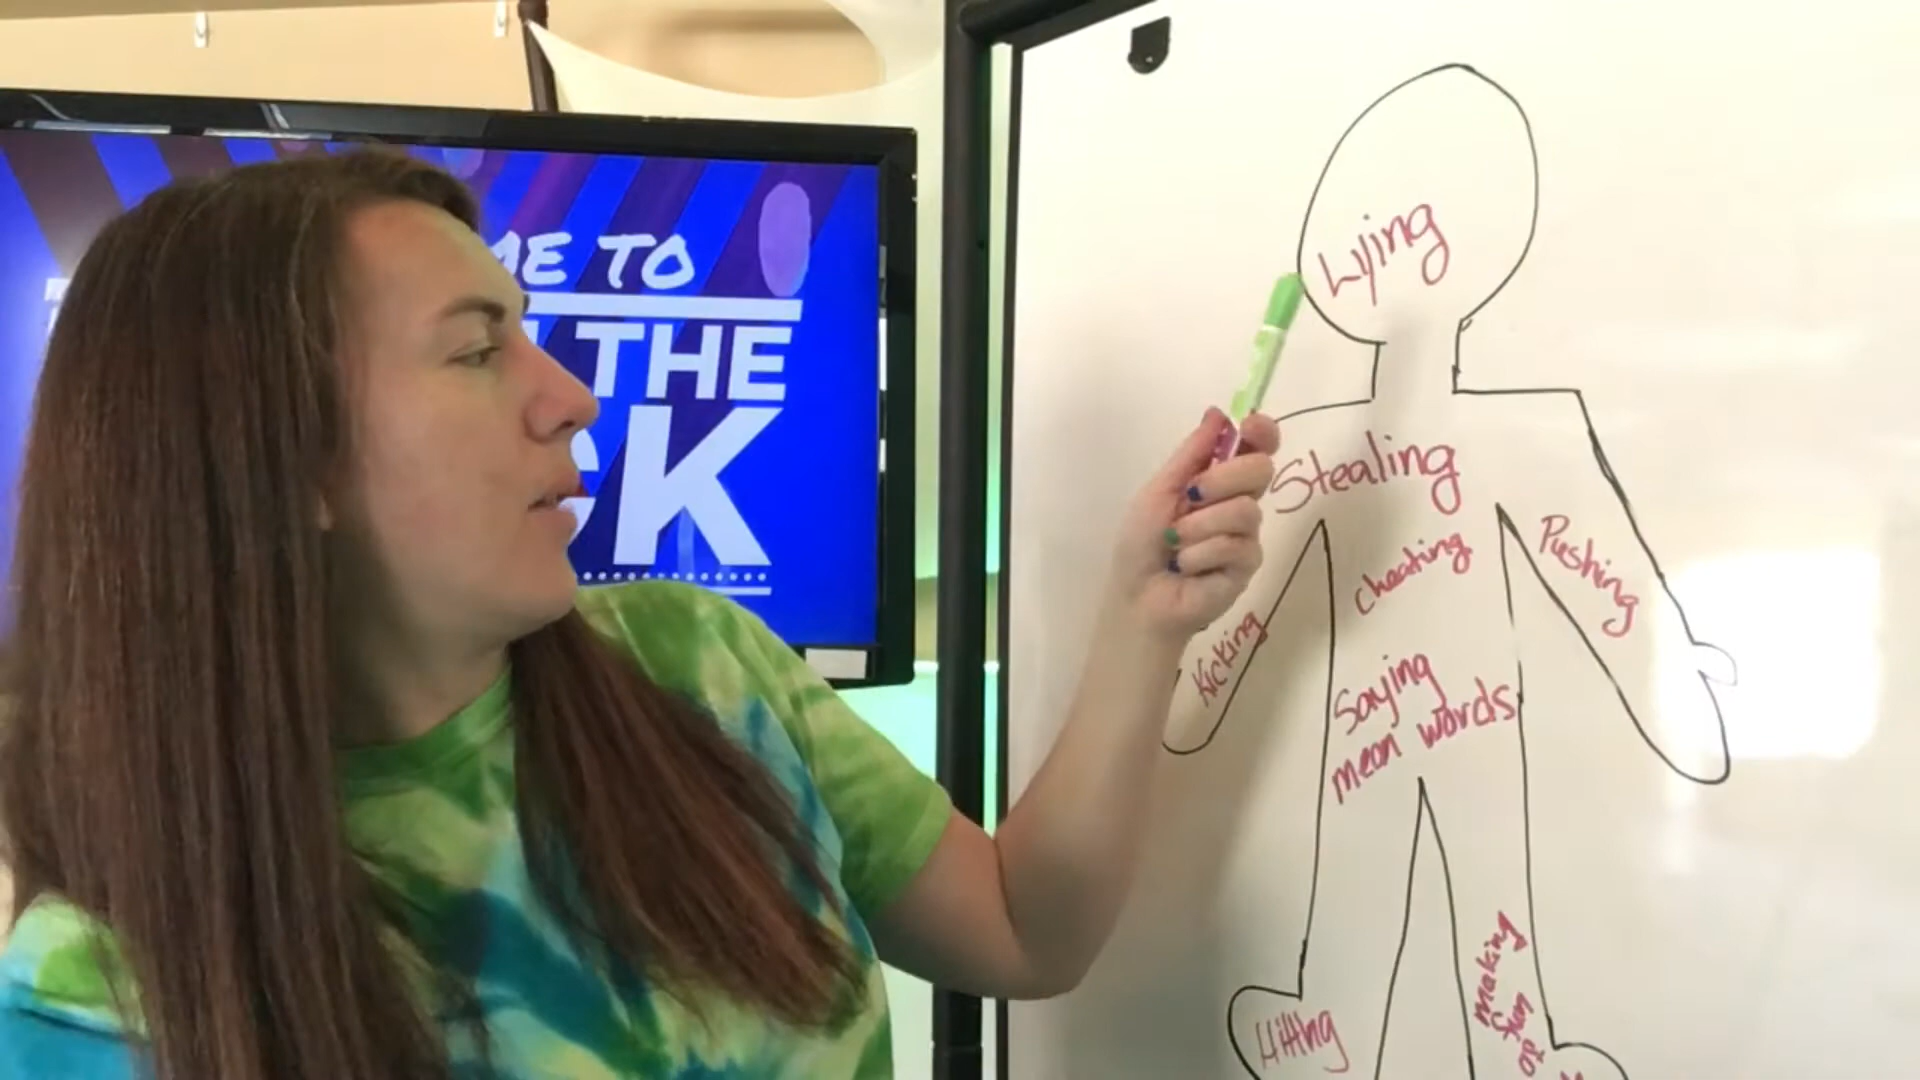 ME TO
THE
CK
Lying
Stealing
Cheating
Pushing
Kicking
Saying
mean words
Hitting
making
fun of